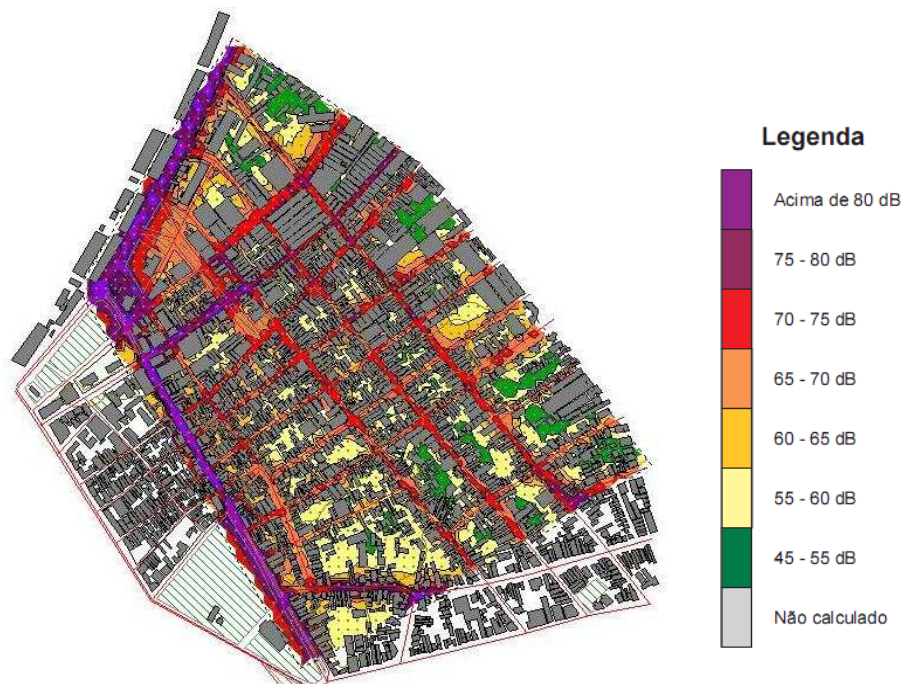 Legenda
Acima de 80 dB
75 - 80 dB
70 - 75 dB
65 - 70 dB
60 - 65 dB
55 - 60 dB
45 - 55 dB
Não calculado